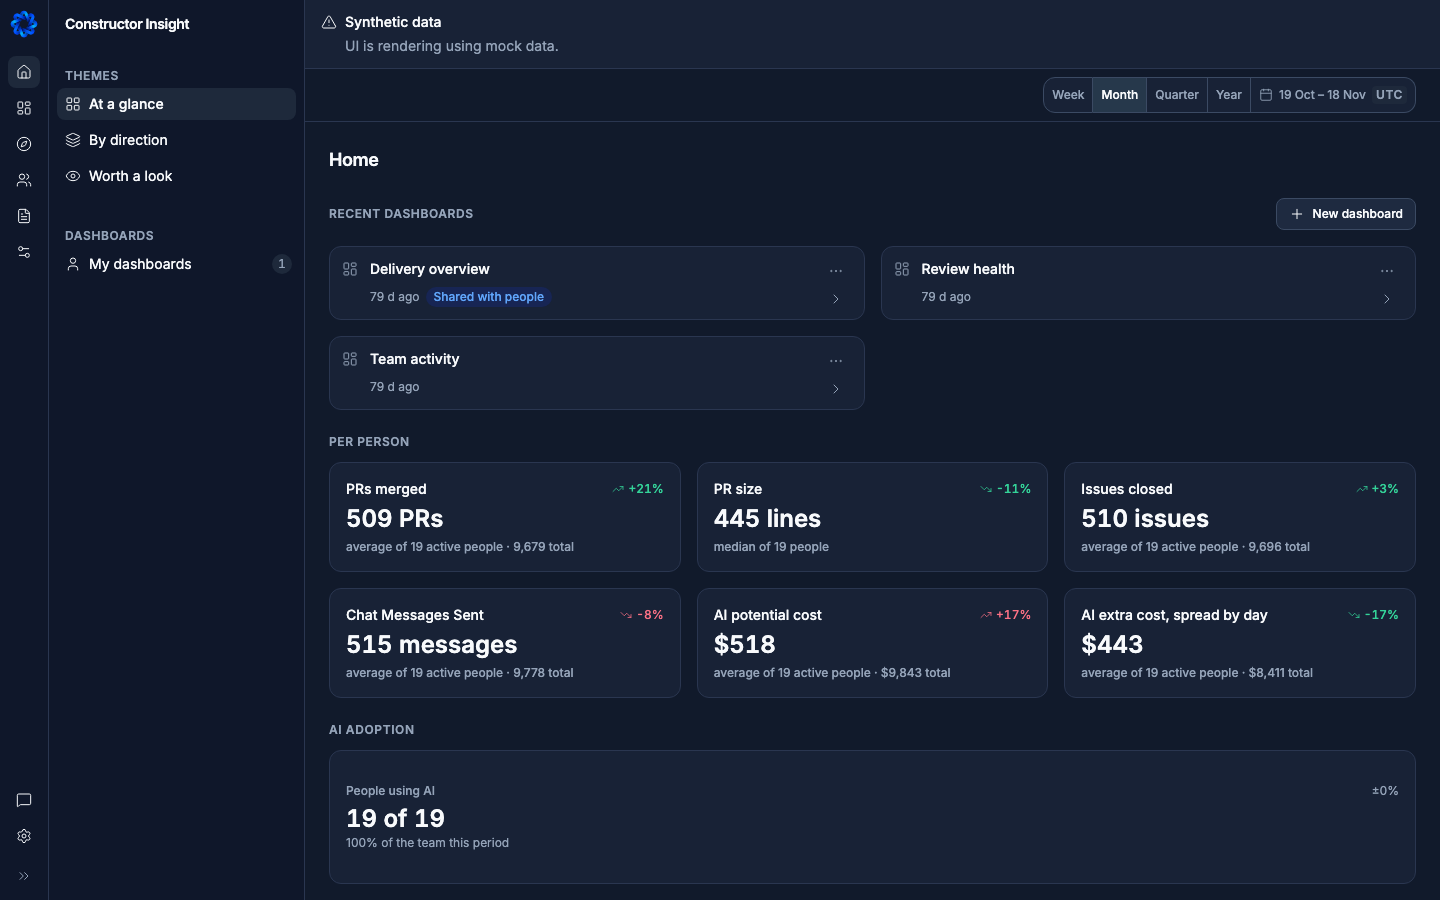 Constructor Insight
THEMES
At a glance
By direction
Worth a look
DASHBOARDS
My dashboards 1
Synthetic data
UI is rendering using mock data.
Week Month Quarter Year 19 Oct – 18 Nov UTC
Home
RECENT DASHBOARDS
New dashboard
Delivery overview
79 d ago Shared with people
Review health
79 d ago
Team activity
79 d ago
PER PERSON
PRs merged +21%
509 PRs
average of 19 active people · 9,679 total
PR size -11%
445 lines
median of 19 people
Issues closed +3%
510 issues
average of 19 active people · 9,696 total
Chat Messages Sent -8%
515 messages
average of 19 active people · 9,778 total
AI potential cost +17%
$518
average of 19 active people · $9,843 total
AI extra cost, spread by day -17%
$443
average of 19 active people · $8,411 total
AI ADOPTION
People using AI ±0%
19 of 19
100% of the team this period